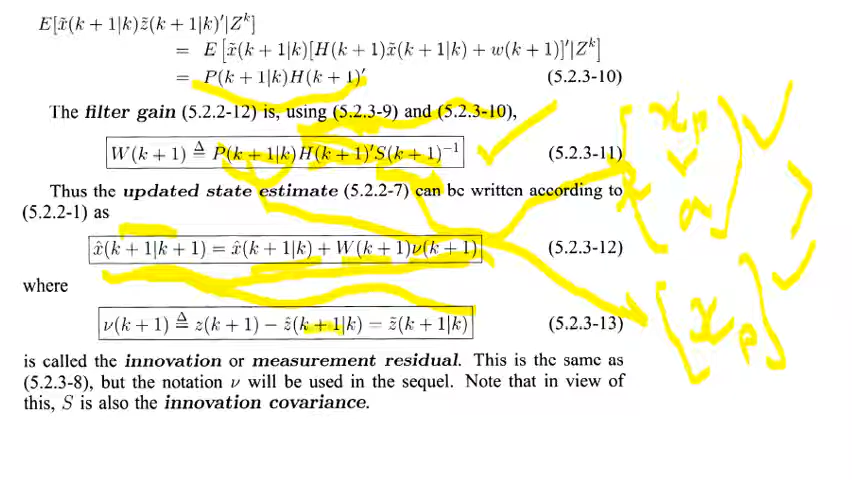 E[x̃(k + 1|k)z̃(k + 1|k)′|Zᵏ]
= E [x̃(k + 1|k)[H(k + 1)x̃(k + 1|k) + w(k + 1)]′|Zᵏ]
= P(k + 1|k)H(k + 1)′ (5.2.3-10)
The filter gain (5.2.2-12) is, using (5.2.3-9) and (5.2.3-10),
W(k + 1) ≜ P(k + 1|k)H(k + 1)′S(k + 1)⁻¹ (5.2.3-11)
Thus the updated state estimate (5.2.2-7) can be written according to
(5.2.2-1) as
x̂(k + 1|k + 1) = x̂(k + 1|k) + W(k + 1)ν(k + 1) (5.2.3-12)
where
ν(k + 1) ≜ z(k + 1) − ẑ(k + 1|k) = z̃(k + 1|k) (5.2.3-13)
is called the innovation or measurement residual. This is the same as
(5.2.3-8), but the notation ν will be used in the sequel. Note that in view of
this, S is also the innovation covariance.
x p
v
a
x p